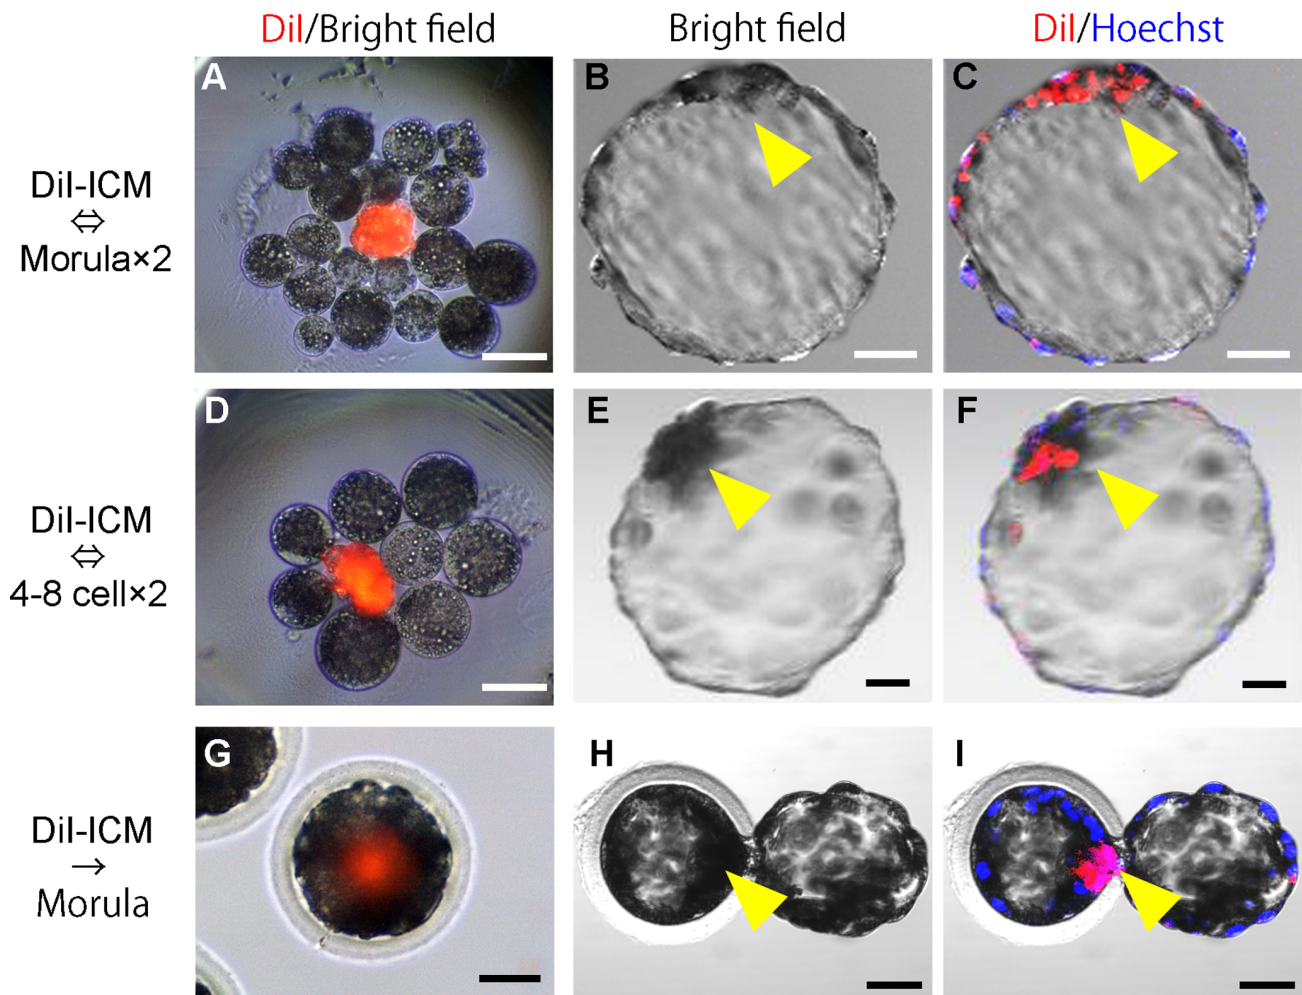 DiI/Bright field
Bright field
DiI/Hoechst
A
B
C
DiI-ICM
⇔
Morula×2
D
E
F
DiI-ICM
⇔
4-8 cell×2
G
H
I
DiI-ICM
→
Morula